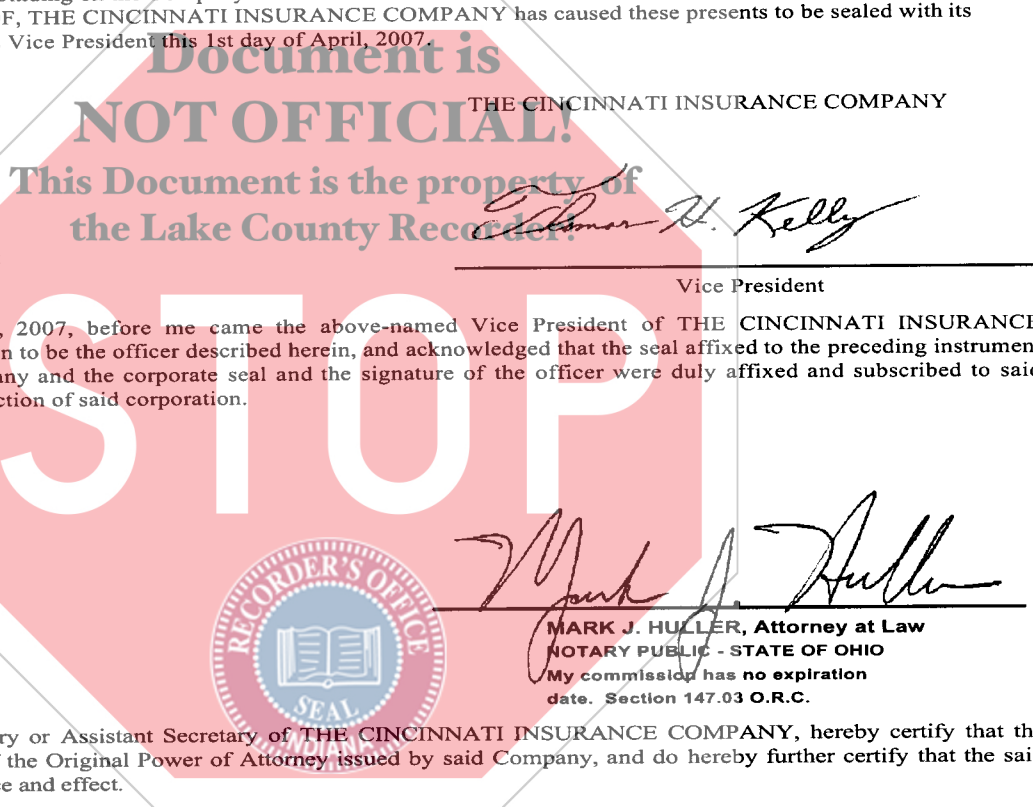 F, THE CINCINNATI INSURANCE COMPANY has caused these presents to be sealed with its
Vice President this 1st day of April, 2007.
Document is
NOT OFFICIAL!
THE CINCINNATI INSURANCE COMPANY
This Document is the property of
the Lake County Recorder!
H. Kelly
Vice President
STOP
, 2007, before me came the above-named Vice President of THE CINCINNATI INSURANCE
n to be the officer described herein, and acknowledged that the seal affixed to the preceding instrumen
ny and the corporate seal and the signature of the officer were duly affixed and subscribed to said
ction of said corporation.
Mark J Huller
MARK J. HULLER, Attorney at Law
NOTARY PUBLIC - STATE OF OHIO
My commission has no expiration
date. Section 147.03 O.R.C.
RECORDER'S OFFICE
SEAL
INDIANA
ry or Assistant Secretary of THE CINCINNATI INSURANCE COMPANY, hereby certify that th
f the Original Power of Attorney issued by said Company, and do hereby further certify that the sai
e and effect.